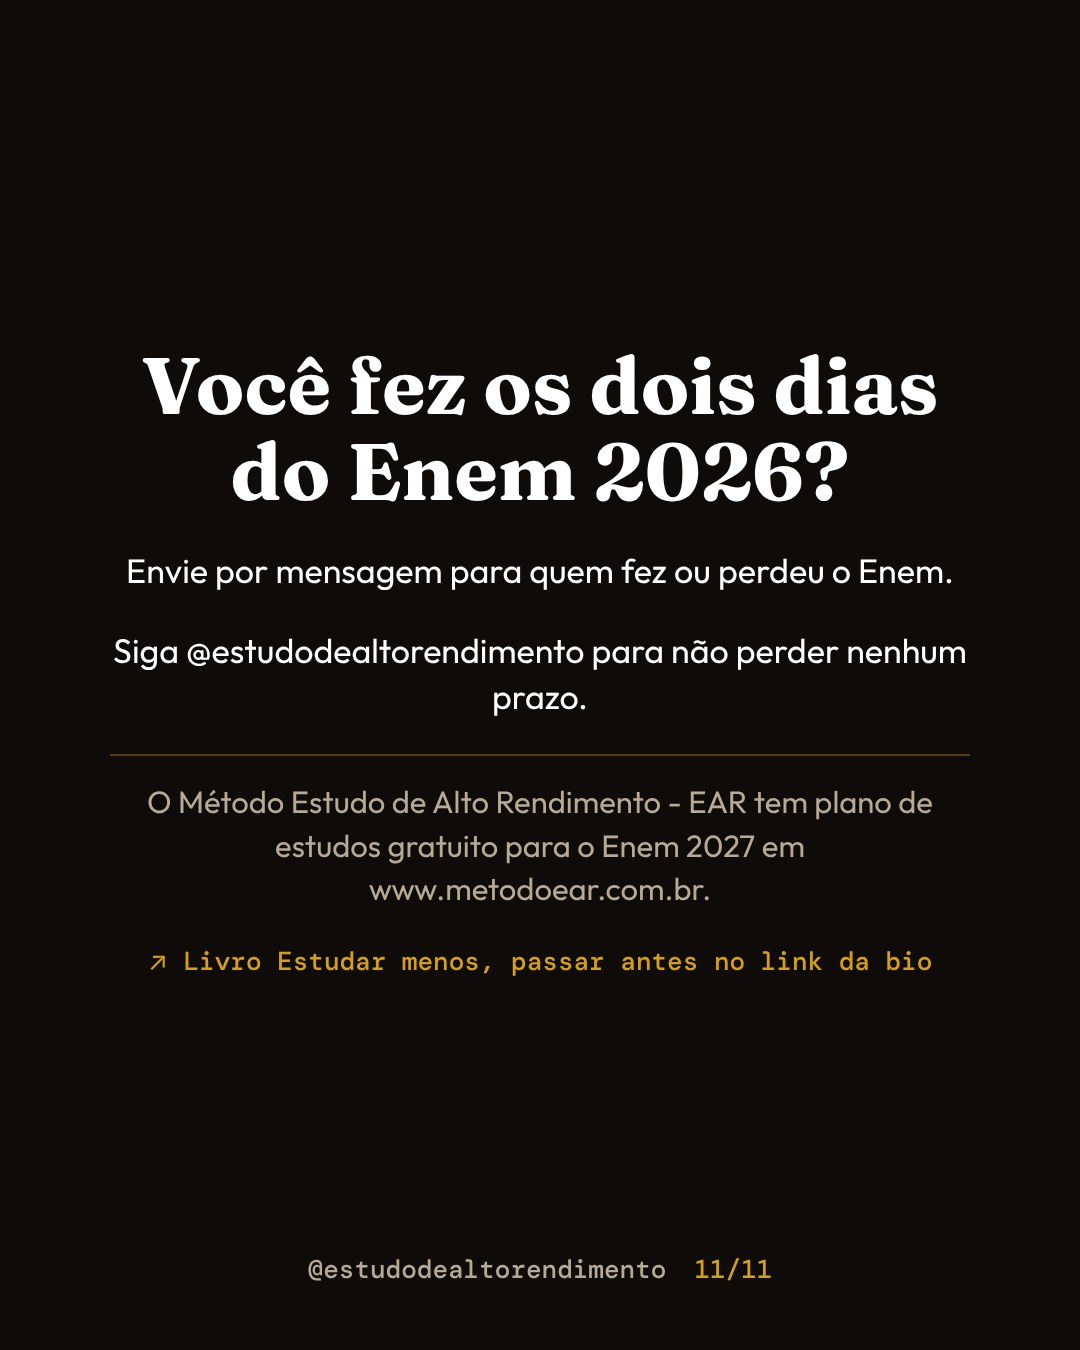 Você fez os dois dias
do Enem 2026?
Envie por mensagem para quem fez ou perdeu o Enem.
Siga @estudodealtorendimento para não perder nenhum
prazo.
O Método Estudo de Alto Rendimento - EAR tem plano de
estudos gratuito para o Enem 2027 em
www.metodoear.com.br.
↗ Livro Estudar menos, passar antes no link da bio
@estudodealtorendimento 11/11